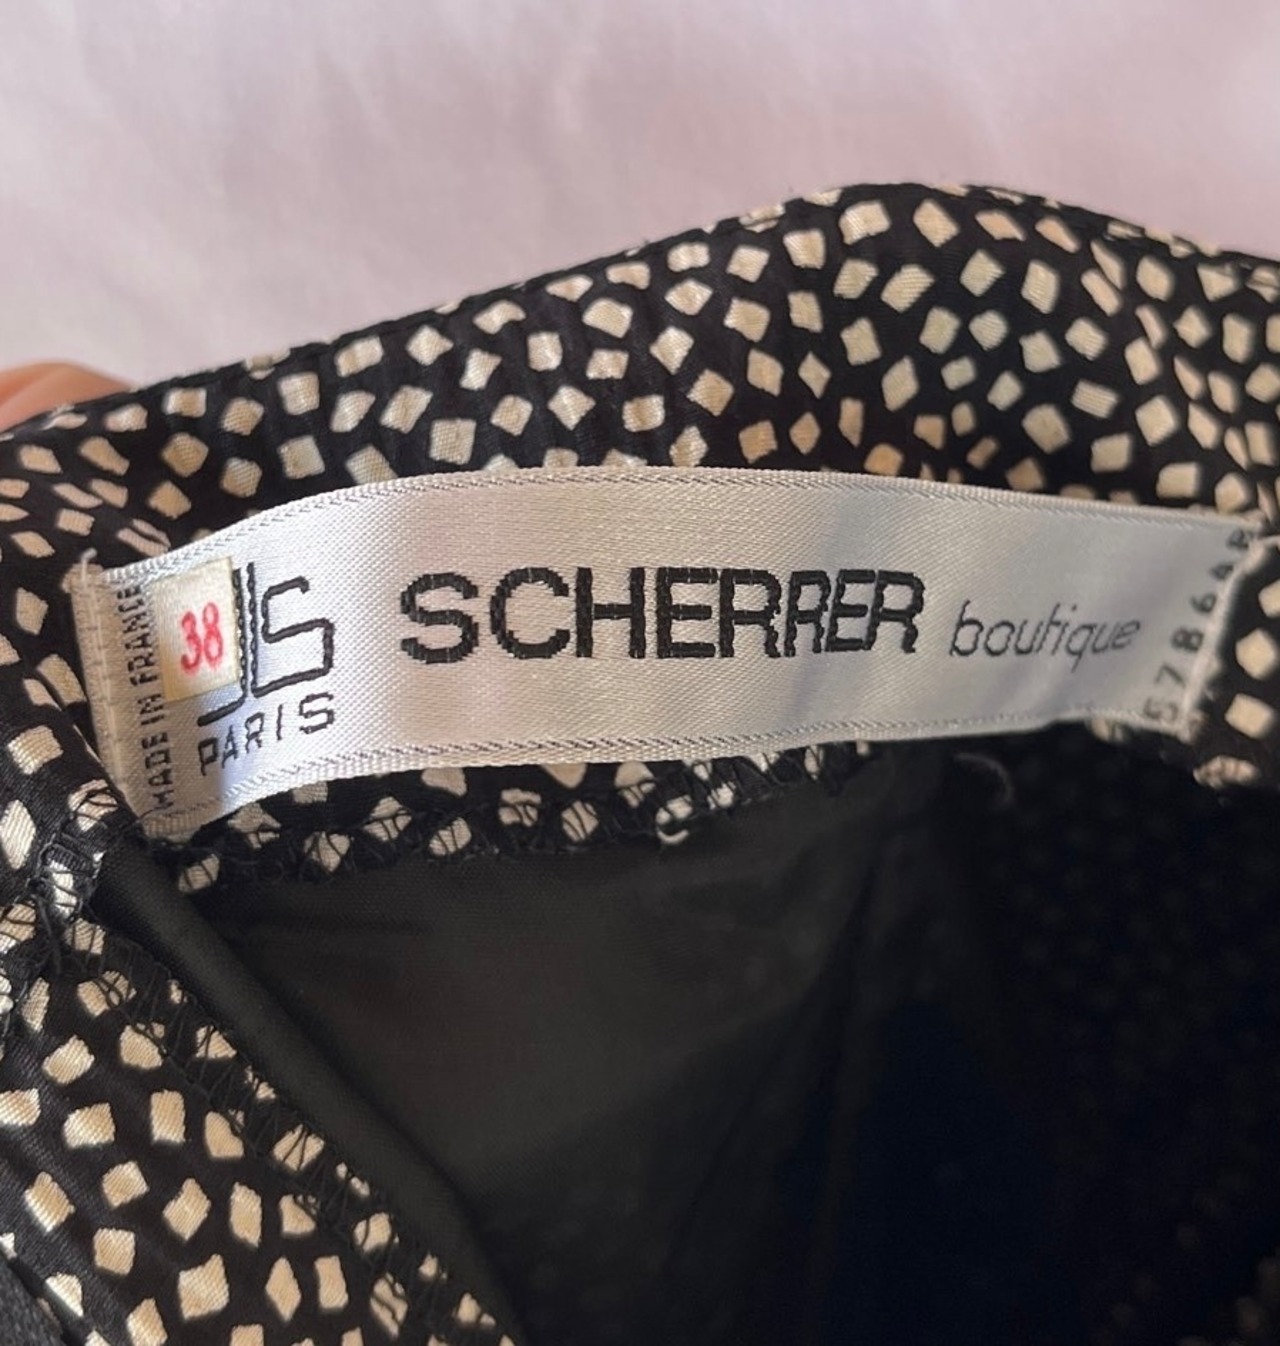 MADE IN FRANCE
38
JLS
PARIS
SCHERRER boutique